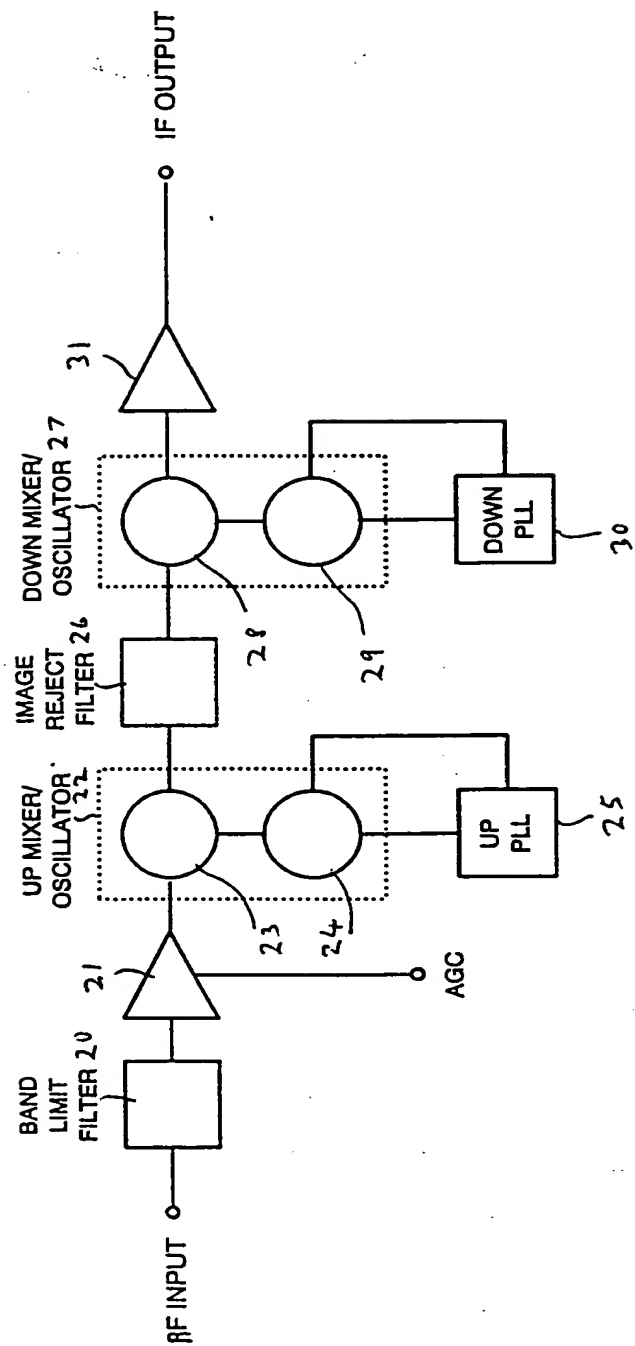 RF INPUT
BAND
LIMIT
FILTER 20
21
AGC
UP MIXER/
OSCILLATOR 22
23
24
UP
PLL
25
IMAGE
REJECT
FILTER 26
DOWN MIXER/
OSCILLATOR 27
28
29
DOWN
PLL
30
31
IF OUTPUT